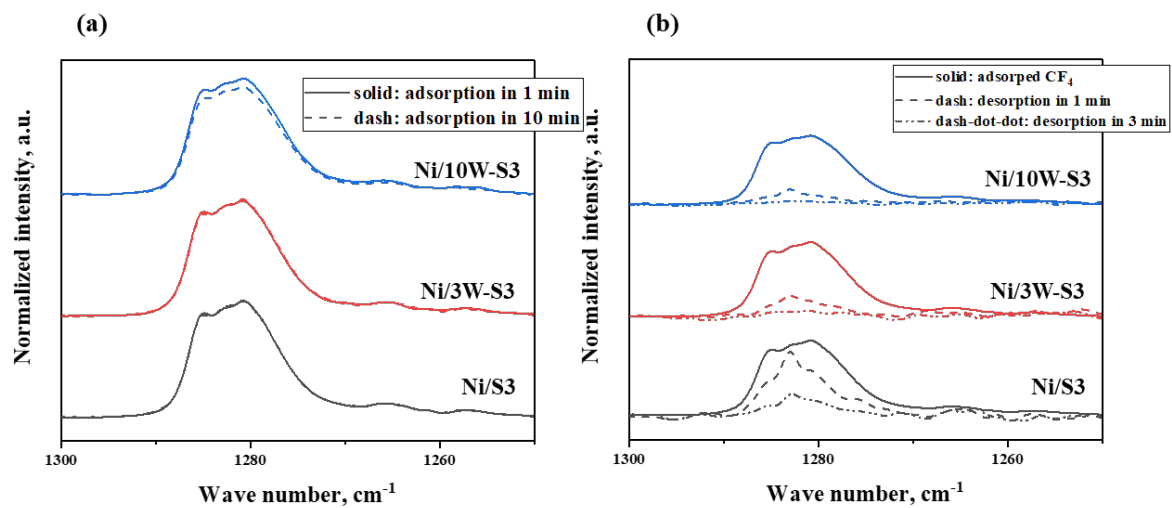 (a)
Normalized intensity, a.u.
solid: adsorption in 1 min
dash: adsorption in 10 min
Ni/10W-S3
Ni/3W-S3
Ni/S3
1300
1280
1260
Wave number, cm⁻¹
(b)
Normalized intensity, a.u.
solid: adsorped CF₄
dash: desorption in 1 min
dash-dot-dot: desorption in 3 min
Ni/10W-S3
Ni/3W-S3
Ni/S3
1300
1280
1260
Wave number, cm⁻¹